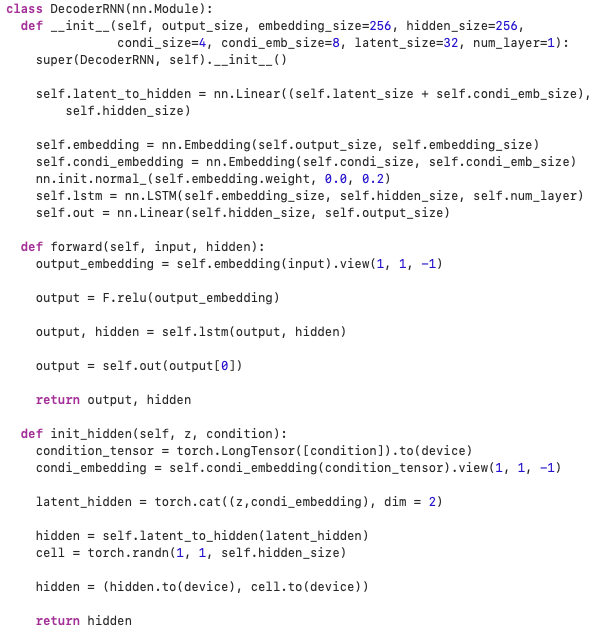 class DecoderRNN(nn.Module):
  def __init__(self, output_size, embedding_size=256, hidden_size=256,
               condi_size=4, condi_emb_size=8, latent_size=32, num_layer=1):
    super(DecoderRNN, self).__init__()

    self.latent_to_hidden = nn.Linear((self.latent_size + self.condi_emb_size),
        self.hidden_size)

    self.embedding = nn.Embedding(self.output_size, self.embedding_size)
    self.condi_embedding = nn.Embedding(self.condi_size, self.condi_emb_size)
    nn.init.normal_(self.embedding.weight, 0.0, 0.2)
    self.lstm = nn.LSTM(self.embedding_size, self.hidden_size, self.num_layer)
    self.out = nn.Linear(self.hidden_size, self.output_size)

  def forward(self, input, hidden):
    output_embedding = self.embedding(input).view(1, 1, -1)

    output = F.relu(output_embedding)

    output, hidden = self.lstm(output, hidden)

    output = self.out(output[0])

    return output, hidden

  def init_hidden(self, z, condition):
    condition_tensor = torch.LongTensor([condition]).to(device)
    condi_embedding = self.condi_embedding(condition_tensor).view(1, 1, -1)

    latent_hidden = torch.cat((z,condi_embedding), dim = 2)

    hidden = self.latent_to_hidden(latent_hidden)
    cell = torch.randn(1, 1, self.hidden_size)

    hidden = (hidden.to(device), cell.to(device))

    return hidden